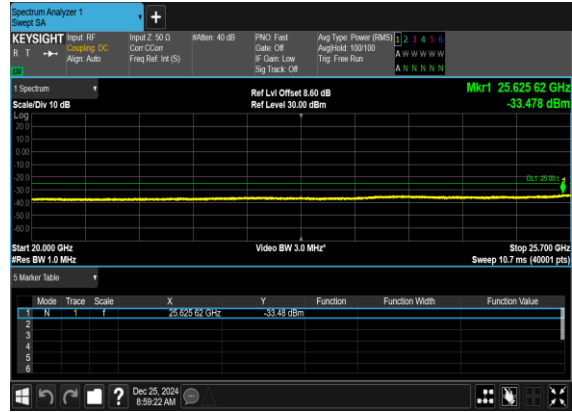 Spectrum Analyzer 1
Swept SA
+
KEYSIGHT Input: RF Input Z: 50 Ω #Atten: 40 dB PNO: Fast Avg Type: Power (RMS) 1 2 3 4 5 6
R T Coupling: DC Corr CCorr Gate: Off Avg|Hold: 100/100 A W W W W W
Align: Auto Freq Ref: Int (S) IF Gain: Low Trig: Free Run
Sig Track: Off A N N N N N
1 Spectrum Ref Lvl Offset 8.60 dB Mkr1 25.625 62 GHz
Scale/Div 10 dB Ref Level 30.00 dBm -33.478 dBm
Log
20.0
10.0
0.00
-10.0
-20.0
DL1 -25.00
-30.0
-40.0
-50.0
-60.0
Start 20.000 GHz Video BW 3.0 MHz* Stop 25.700 GHz
#Res BW 1.0 MHz Sweep 10.7 ms (40001 pts)
5 Marker Table
Mode Trace Scale X Y Function Function Width Function Value
1 N 1 f 25.625 62 GHz -33.48 dBm
2
3
4
5
6
? Dec 25, 2024
8:59:22 AM